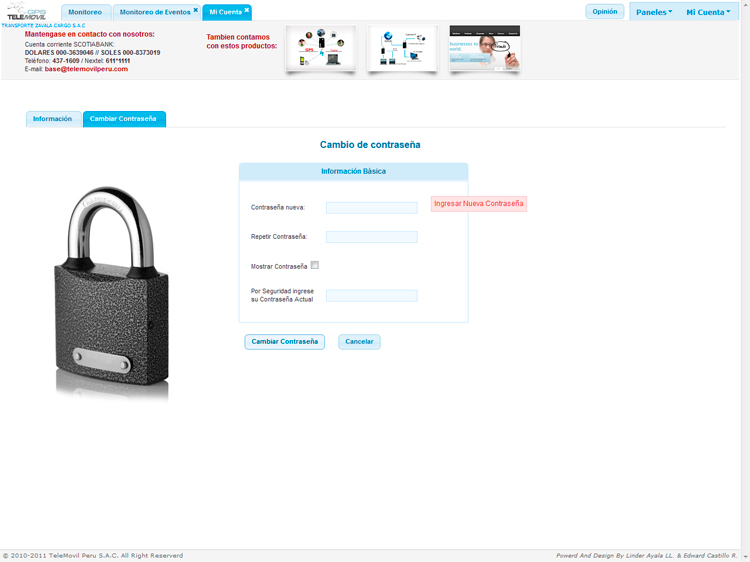 GPS
TELEMOVIL
Monitoreo
Monitoreo de Eventos
Mi Cuenta
Opinión
Paneles
Mi Cuenta
TRANSPORTE ZAVALA CARGO S.A.C
Mantengase en contacto con nosotros:
Cuenta corriente SCOTIABANK:
DOLARES 000-3639046 // SOLES 000-8373019
Teléfono: 437-1609 / Nextel: 611*1111
E-mail: base@telemovilperu.com
Tambien contamos
con estos productos:
Información
Cambiar Contraseña
Cambio de contraseña
Información Básica
Contraseña nueva:
Ingresar Nueva Contraseña
Repetir Contraseña:
Mostrar Contraseña
Por Seguridad ingrese
su Contraseña Actual
Cambiar Contraseña
Cancelar
© 2010-2011 TeleMovil Peru S.A.C. All Right Reserverd
Powerd And Design By Linder Ayala LL. & Edward Castillo R.